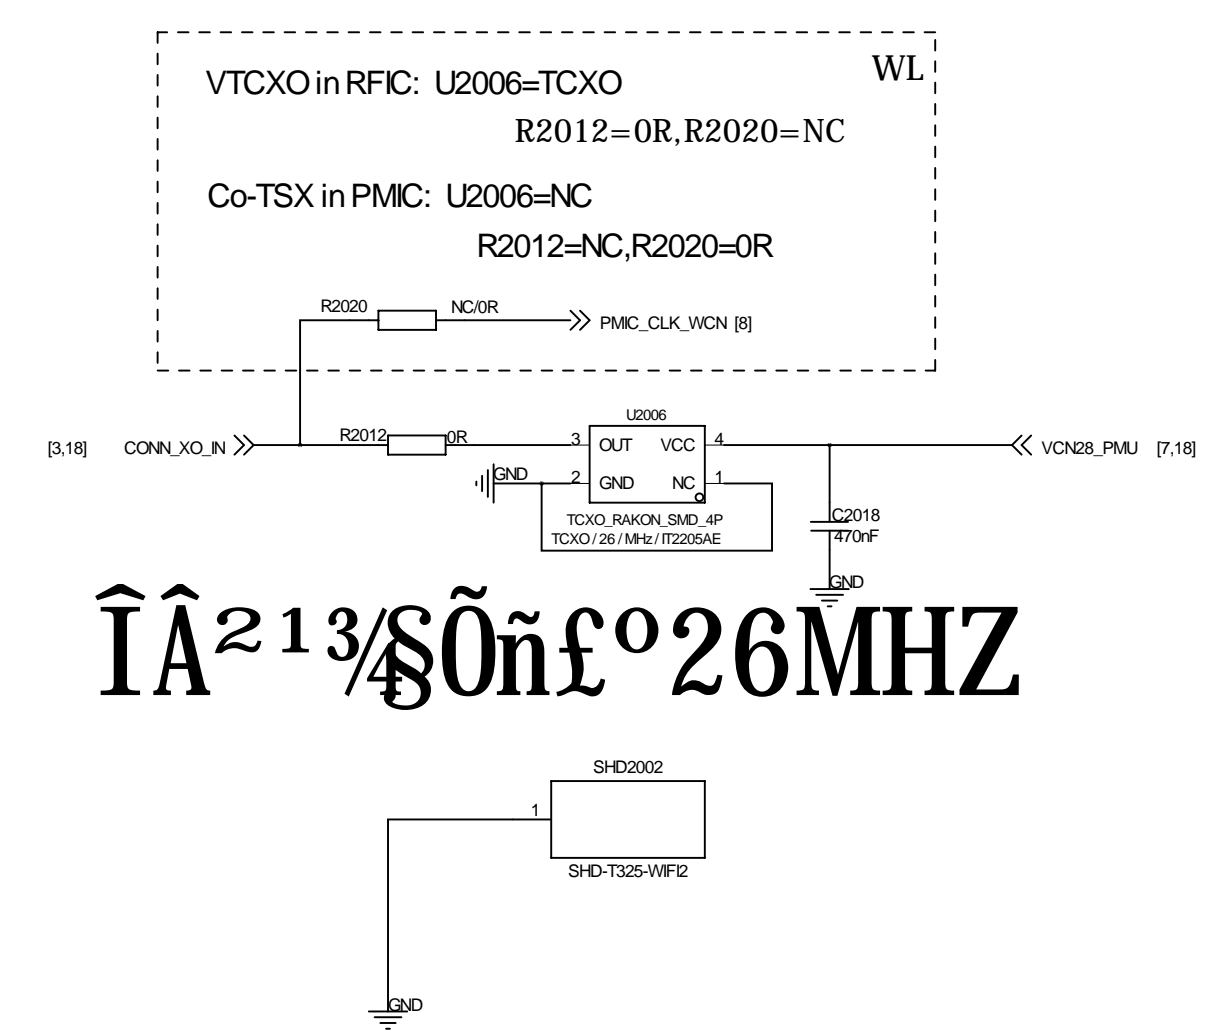 WL
VTCXO in RFIC: U2006=TCXO
R2012=0R,R2020=NC
Co-TSX in PMIC: U2006=NC
R2012=NC,R2020=0R
R2020 NC/0R
PMIC_CLK_WCN [8]
U2006
[3,18] CONN_XO_IN R2012 0R 3 OUT VCC 4 VCN28_PMU [7,18]
GND 2 GND NC 1
TCXO_RAKON_SMD_4P
TCXO / 26 / MHz / IT2205AE
C2018
470nF
GND
ÎÂ²¹¾§Õñ£º26MHZ
SHD2002
1
SHD-T325-WIFI2
GND